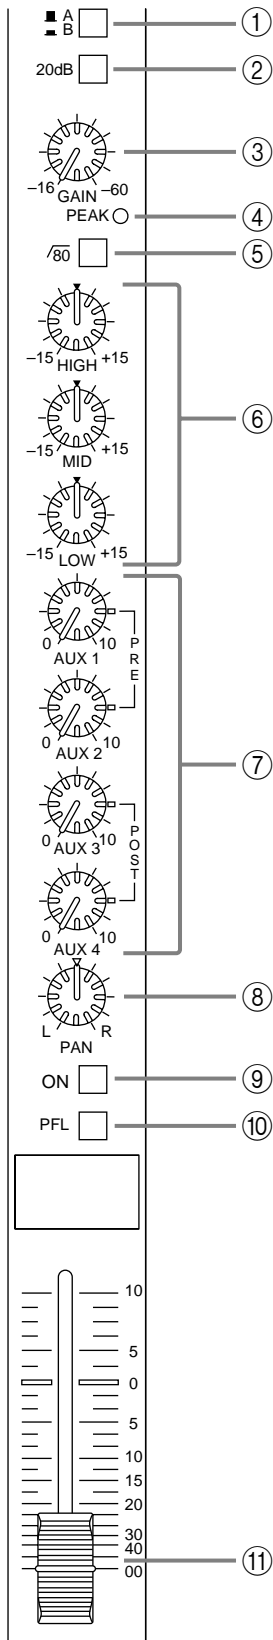 A ①
B
20dB ②
③
–16 GAIN –60
PEAK ④
√80 ⑤
–15 HIGH +15
⑥
–15 MID +15
–15 LOW +15
0 AUX 1 10
PRE
0 AUX 2 10
⑦
0 AUX 3 10
POST
0 AUX 4 10
⑧
L PAN R
ON ⑨
PFL ⑩
10
5
0
5
10
15
20
30
40
00 ⑪